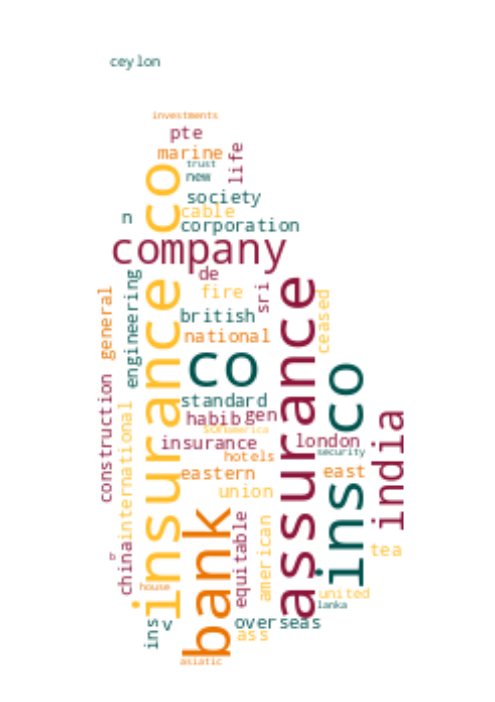 ceylon
investments
pte
marine
life
trust
new
society
n
cable
corporation
co
company
de
general
engineering
fire
sri
ceased
british
national
insurance
co
assurance
standard
habib
gen
america
construction
international
insurance
london
hotels
security
ins co
india
eastern
east
union
bank
equitable
american
tea
china
house
united
lanka
ins
v
overseas
ass
asiatic